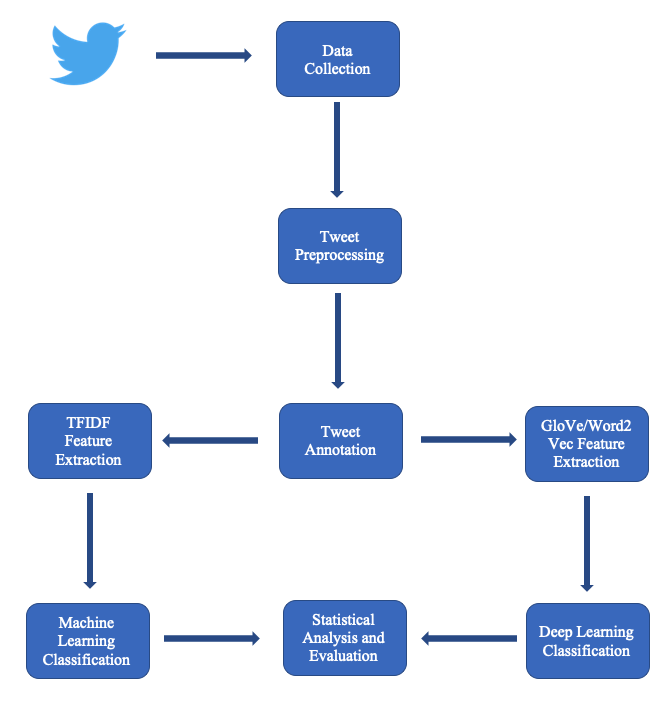 Data
Collection
Tweet
Preprocessing
TFIDF
Feature
Extraction
Tweet
Annotation
GloVe/Word2
Vec Feature
Extraction
Machine
Learning
Classification
Statistical
Analysis and
Evaluation
Deep Learning
Classification